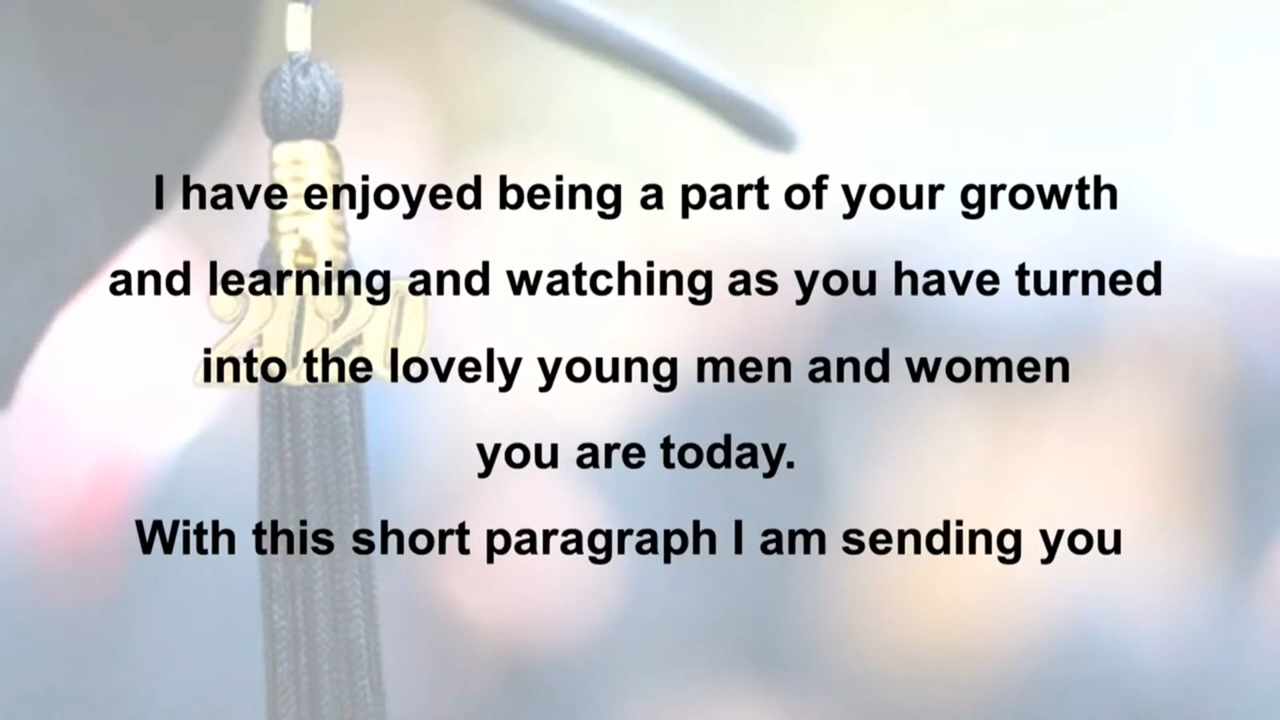 I have enjoyed being a part of your growth
and learning and watching as you have turned
into the lovely young men and women
you are today.
With this short paragraph I am sending you
2020